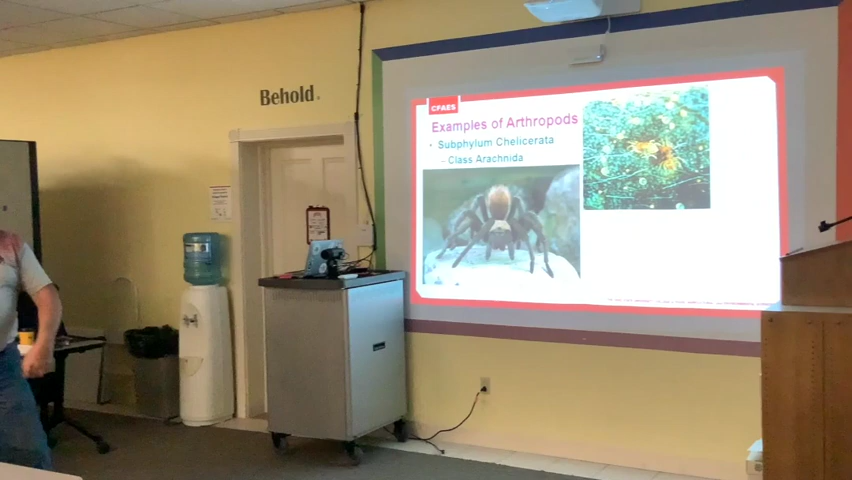 Behold.
CFAES
Examples of Arthropods
• Subphylum Chelicerata
- Class Arachnida